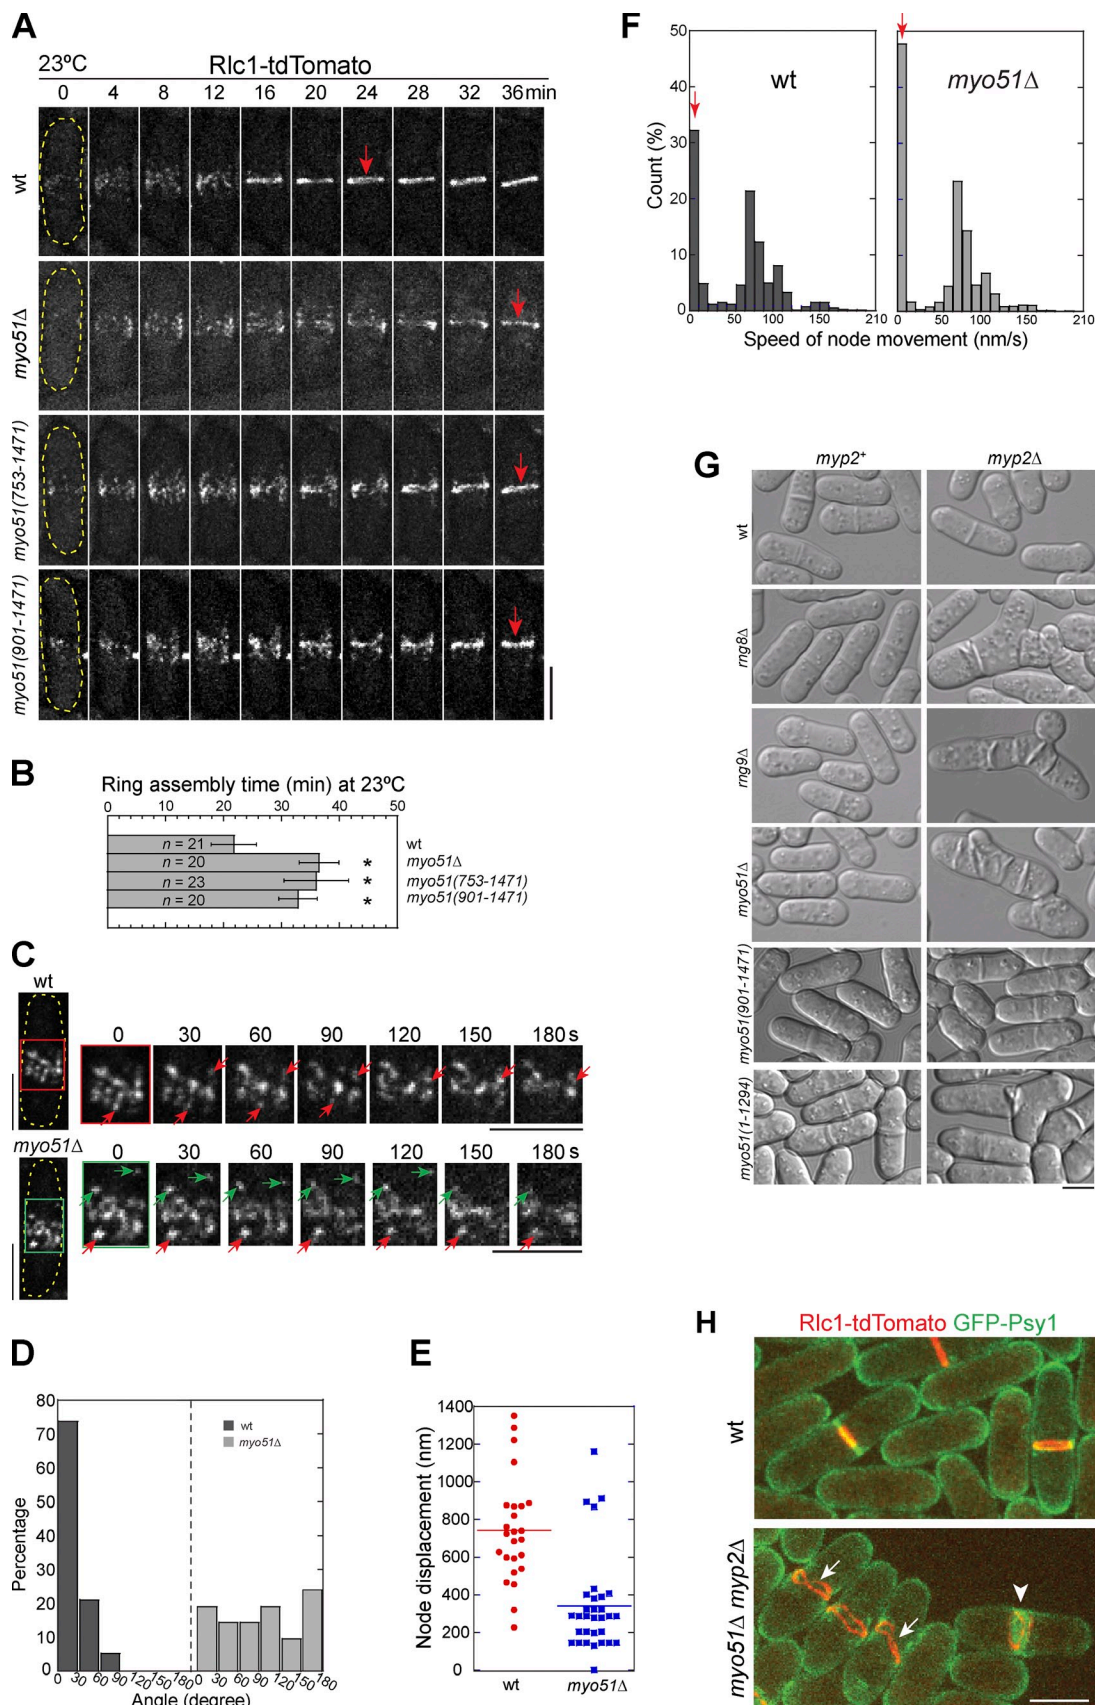 A
23ºC Rlc1-tdTomato
0 4 8 12 16 20 24 28 32 36 min
wt
myo51Δ
myo51(753-1471)
myo51(901-1471)
B
Ring assembly time (min) at 23ºC
0 10 20 30 40 50
n = 21 wt
n = 20 * myo51Δ
n = 23 * myo51(753-1471)
n = 20 * myo51(901-1471)
C
wt
0 30 60 90 120 150 180 s
myo51Δ
0 30 60 90 120 150 180 s
D
Percentage
80
70
60
50
40
30
20
10
0
wt
myo51Δ
0 30 60 90 120 150 180 0 30 60 90 120 150 180
Angle (degree)
E
Node displacement (nm)
1400
1200
1000
800
600
400
200
0
wt myo51Δ
F
Count (%)
50
40
30
20
10
0
wt myo51Δ
0 50 100 150 210 0 50 100 150 210
Speed of node movement (nm/s)
G
myp2+ myp2Δ
wt
rng8Δ
rng9Δ
myo51Δ
myo51(901-1471)
myo51(1-1294)
H
Rlc1-tdTomato GFP-Psy1
wt
myo51Δ myp2Δ